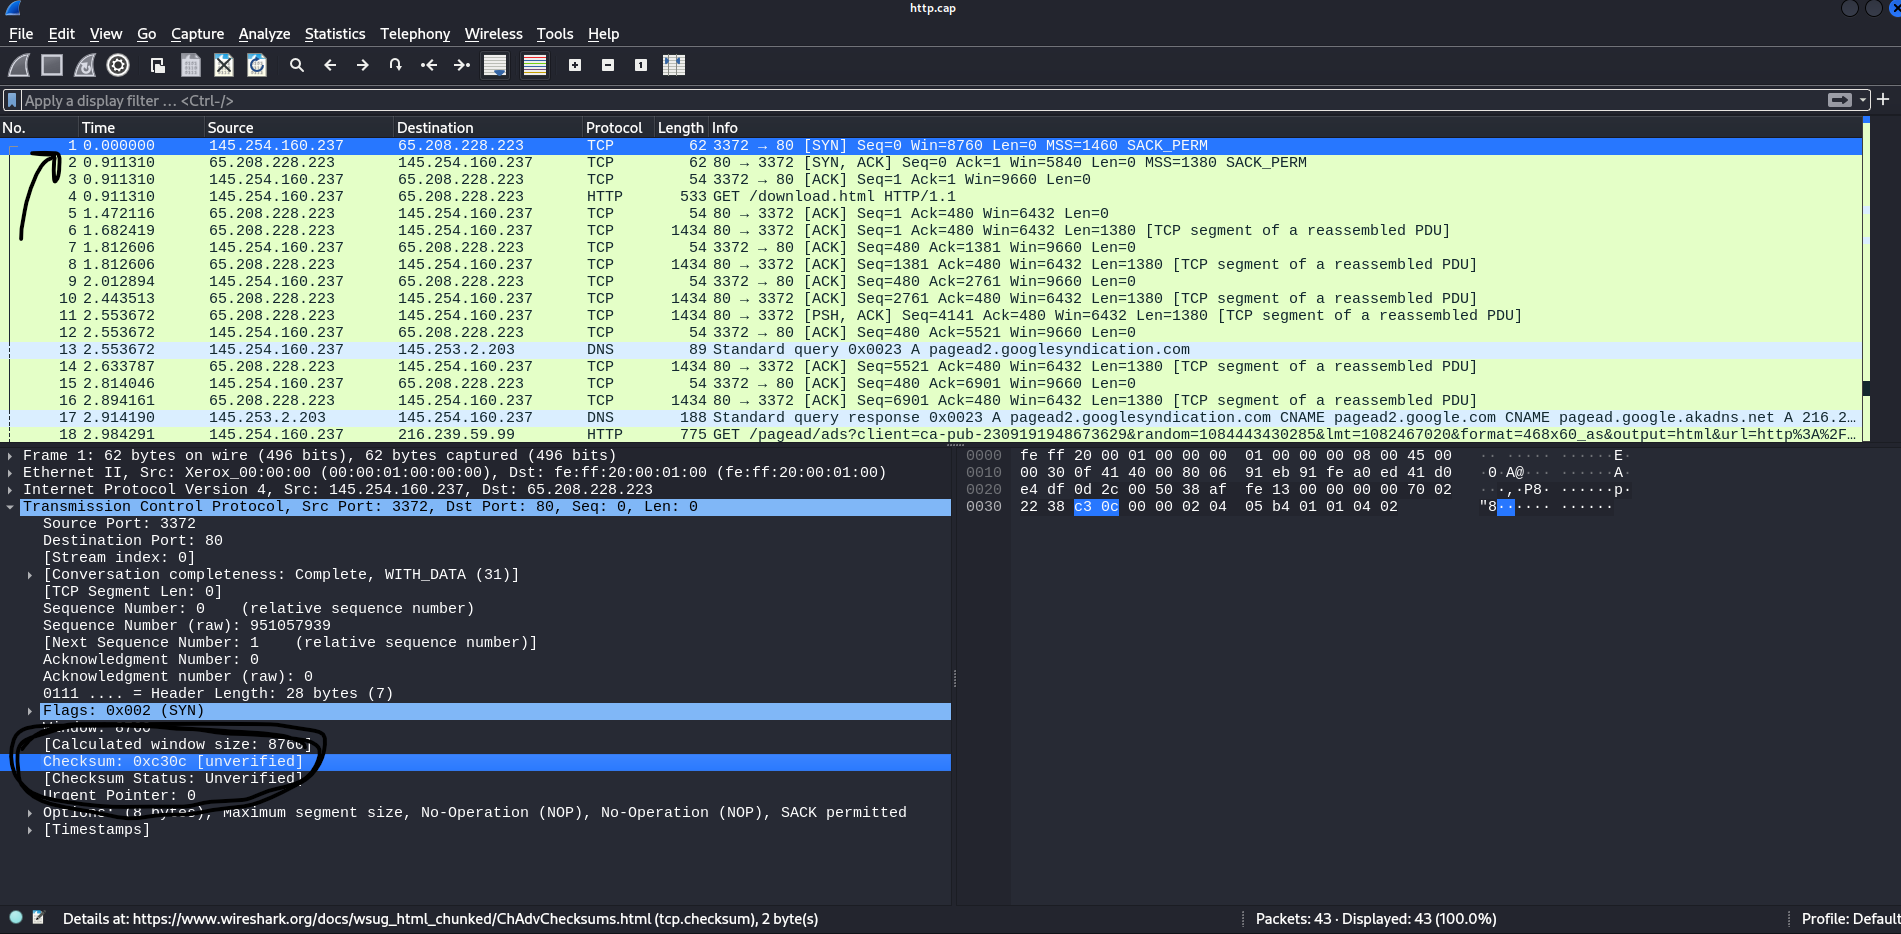 http.cap
File Edit View Go Capture Analyze Statistics Telephony Wireless Tools Help
Apply a display filter … <Ctrl-/>
No. Time Source Destination Protocol Length Info
1 0.000000 145.254.160.237 65.208.228.223 TCP 62 3372 → 80 [SYN] Seq=0 Win=8760 Len=0 MSS=1460 SACK_PERM
2 0.911310 65.208.228.223 145.254.160.237 TCP 62 80 → 3372 [SYN, ACK] Seq=0 Ack=1 Win=5840 Len=0 MSS=1380 SACK_PERM
3 0.911310 145.254.160.237 65.208.228.223 TCP 54 3372 → 80 [ACK] Seq=1 Ack=1 Win=9660 Len=0
4 0.911310 145.254.160.237 65.208.228.223 HTTP 533 GET /download.html HTTP/1.1
5 1.472116 65.208.228.223 145.254.160.237 TCP 54 80 → 3372 [ACK] Seq=1 Ack=480 Win=6432 Len=0
6 1.682419 65.208.228.223 145.254.160.237 TCP 1434 80 → 3372 [ACK] Seq=1 Ack=480 Win=6432 Len=1380 [TCP segment of a reassembled PDU]
7 1.812606 145.254.160.237 65.208.228.223 TCP 54 3372 → 80 [ACK] Seq=480 Ack=1381 Win=9660 Len=0
8 1.812606 65.208.228.223 145.254.160.237 TCP 1434 80 → 3372 [ACK] Seq=1381 Ack=480 Win=6432 Len=1380 [TCP segment of a reassembled PDU]
9 2.012894 145.254.160.237 65.208.228.223 TCP 54 3372 → 80 [ACK] Seq=480 Ack=2761 Win=9660 Len=0
10 2.443513 65.208.228.223 145.254.160.237 TCP 1434 80 → 3372 [ACK] Seq=2761 Ack=480 Win=6432 Len=1380 [TCP segment of a reassembled PDU]
11 2.553672 65.208.228.223 145.254.160.237 TCP 1434 80 → 3372 [PSH, ACK] Seq=4141 Ack=480 Win=6432 Len=1380 [TCP segment of a reassembled PDU]
12 2.553672 145.254.160.237 65.208.228.223 TCP 54 3372 → 80 [ACK] Seq=480 Ack=5521 Win=9660 Len=0
13 2.553672 145.254.160.237 145.253.2.203 DNS 89 Standard query 0x0023 A pagead2.googlesyndication.com
14 2.633787 65.208.228.223 145.254.160.237 TCP 1434 80 → 3372 [ACK] Seq=5521 Ack=480 Win=6432 Len=1380 [TCP segment of a reassembled PDU]
15 2.814046 145.254.160.237 65.208.228.223 TCP 54 3372 → 80 [ACK] Seq=480 Ack=6901 Win=9660 Len=0
16 2.894161 65.208.228.223 145.254.160.237 TCP 1434 80 → 3372 [ACK] Seq=6901 Ack=480 Win=6432 Len=1380 [TCP segment of a reassembled PDU]
17 2.914190 145.253.2.203 145.254.160.237 DNS 188 Standard query response 0x0023 A pagead2.googlesyndication.com CNAME pagead2.google.com CNAME pagead.google.akadns.net A 216.2…
18 2.984291 145.254.160.237 216.239.59.99 HTTP 775 GET /pagead/ads?client=ca-pub-2309191948673629&random=1084443430285&lmt=1082467020&format=468x60_as&output=html&url=http%3A%2F…
Frame 1: 62 bytes on wire (496 bits), 62 bytes captured (496 bits)
Ethernet II, Src: Xerox_00:00:00 (00:00:01:00:00:00), Dst: fe:ff:20:00:01:00 (fe:ff:20:00:01:00)
Internet Protocol Version 4, Src: 145.254.160.237, Dst: 65.208.228.223
Transmission Control Protocol, Src Port: 3372, Dst Port: 80, Seq: 0, Len: 0
Source Port: 3372
Destination Port: 80
[Stream index: 0]
[Conversation completeness: Complete, WITH_DATA (31)]
[TCP Segment Len: 0]
Sequence Number: 0 (relative sequence number)
Sequence Number (raw): 951057939
[Next Sequence Number: 1 (relative sequence number)]
Acknowledgment Number: 0
Acknowledgment number (raw): 0
0111 .... = Header Length: 28 bytes (7)
Flags: 0x002 (SYN)
Window: 8760
[Calculated window size: 8760]
Checksum: 0xc30c [unverified]
[Checksum Status: Unverified]
Urgent Pointer: 0
Options: (8 bytes), Maximum segment size, No-Operation (NOP), No-Operation (NOP), SACK permitted
[Timestamps]
0000 fe ff 20 00 01 00 00 00 01 00 00 00 08 00 45 00 ·· ····· ······E·
0010 00 30 0f 41 40 00 80 06 91 eb 91 fe a0 ed 41 d0 ·0·A@··· ······A·
0020 e4 df 0d 2c 00 50 38 af fe 13 00 00 00 00 70 02 ···,·P8· ······p·
0030 22 38 c3 0c 00 00 02 04 05 b4 01 01 04 02 "8······ ······
Details at: https://www.wireshark.org/docs/wsug_html_chunked/ChAdvChecksums.html (tcp.checksum), 2 byte(s)
Packets: 43 · Displayed: 43 (100.0%)
Profile: Default